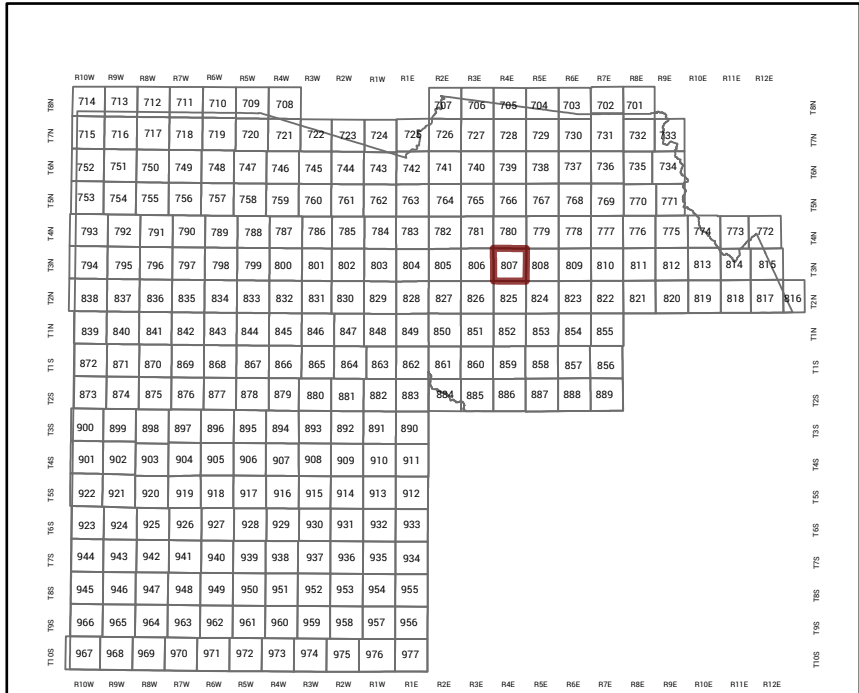 R10W R9W R8W R7W R6W R5W R4W R3W R2W R1W R1E R2E R3E R4E R5E R6E R7E R8E R9E R10E R11E R12E
T8N 714 713 712 711 710 709 708 707 706 705 704 703 702 701 T8N
T7N 715 716 717 718 719 720 721 722 723 724 725 726 727 728 729 730 731 732 733 T7N
T6N 752 751 750 749 748 747 746 745 744 743 742 741 740 739 738 737 736 735 734 T6N
T5N 753 754 755 756 757 758 759 760 761 762 763 764 765 766 767 768 769 770 771 T5N
T4N 793 792 791 790 789 788 787 786 785 784 783 782 781 780 779 778 777 776 775 774 773 772 T4N
T3N 794 795 796 797 798 799 800 801 802 803 804 805 806 807 808 809 810 811 812 813 814 815 T3N
T2N 838 837 836 835 834 833 832 831 830 829 828 827 826 825 824 823 822 821 820 819 818 817 816 T2N
T1N 839 840 841 842 843 844 845 846 847 848 849 850 851 852 853 854 855 T1N
T1S 872 871 870 869 868 867 866 865 864 863 862 861 860 859 858 857 856 T1S
T2S 873 874 875 876 877 878 879 880 881 882 883 884 885 886 887 888 889 T2S
T3S 900 899 898 897 896 895 894 893 892 891 890 T3S
T4S 901 902 903 904 905 906 907 908 909 910 911 T4S
T5S 922 921 920 919 918 917 916 915 914 913 912 T5S
T6S 923 924 925 926 927 928 929 930 931 932 933 T6S
T7S 944 943 942 941 940 939 938 937 936 935 934 T7S
T8S 945 946 947 948 949 950 951 952 953 954 955 T8S
T9S 966 965 964 963 962 961 960 959 958 957 956 T9S
T10S 967 968 969 970 971 972 973 974 975 976 977 T10S
R10W R9W R8W R7W R6W R5W R4W R3W R2W R1W R1E R2E R3E R4E R5E R6E R7E R8E R9E R10E R11E R12E